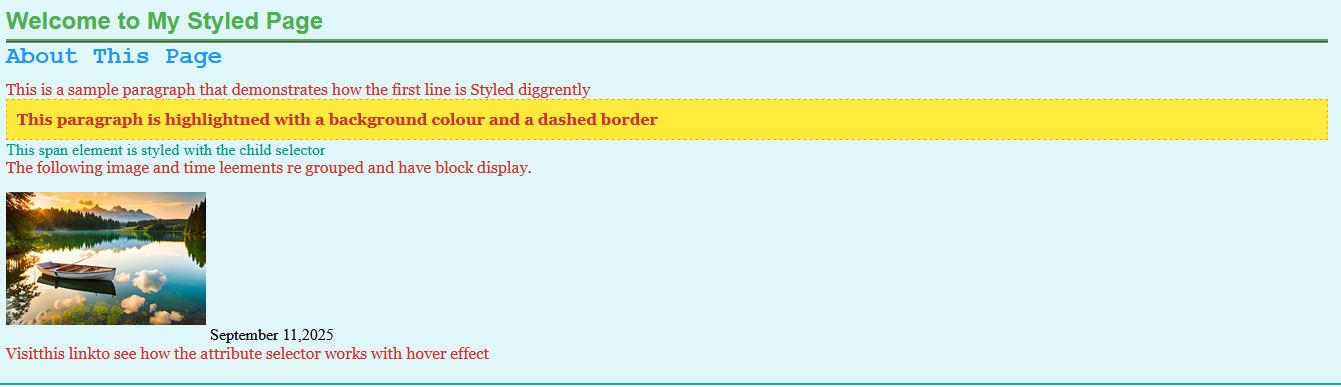 Welcome to My Styled Page
About This Page
This is a sample paragraph that demonstrates how the first line is Styled diggrently
This paragraph is highlightned with a background colour and a dashed border
This span element is styled with the child selector
The following image and time leements re grouped and have block display.
September 11,2025
Visitthis linkto see how the attribute selector works with hover effect